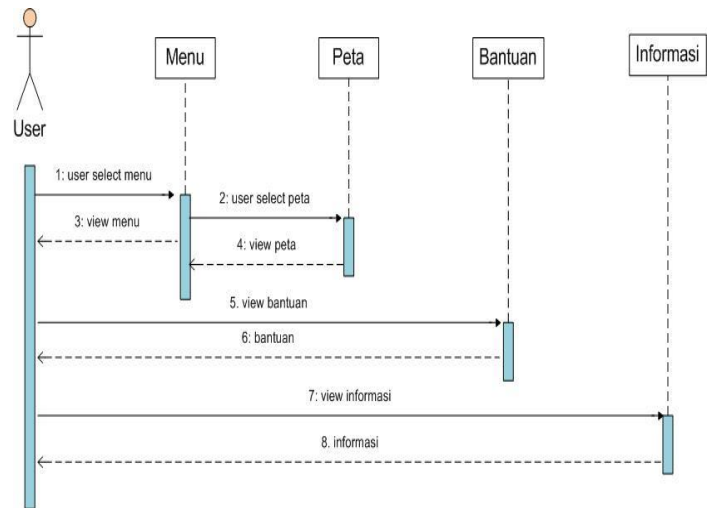 User
Menu
Peta
Bantuan
Informasi
1: user select menu
2: user select peta
3: view menu
4: view peta
5. view bantuan
6: bantuan
7: view informasi
8. informasi